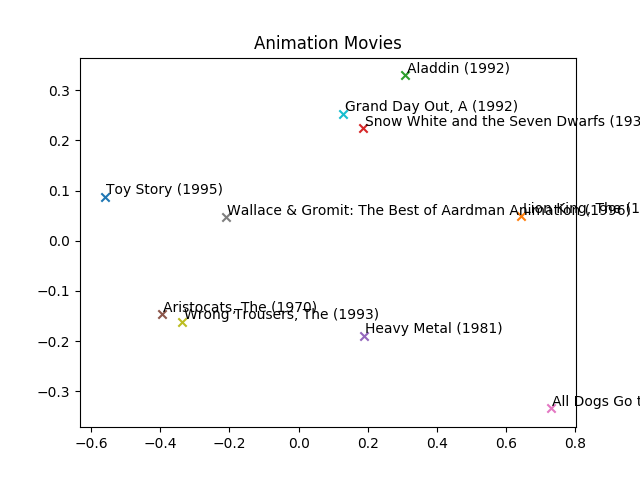 Animation Movies
Aladdin (1992)
Grand Day Out, A (1992)
Snow White and the Seven Dwarfs (193
Toy Story (1995)
Wallace & Gromit: The Best of Aardman Animation (1996)
Lion King, The (1
Aristocats, The (1970)
Wrong Trousers, The (1993)
Heavy Metal (1981)
All Dogs Go t
0.3
0.2
0.1
0.0
−0.1
−0.2
−0.3
−0.6 −0.4 −0.2 0.0 0.2 0.4 0.6 0.8